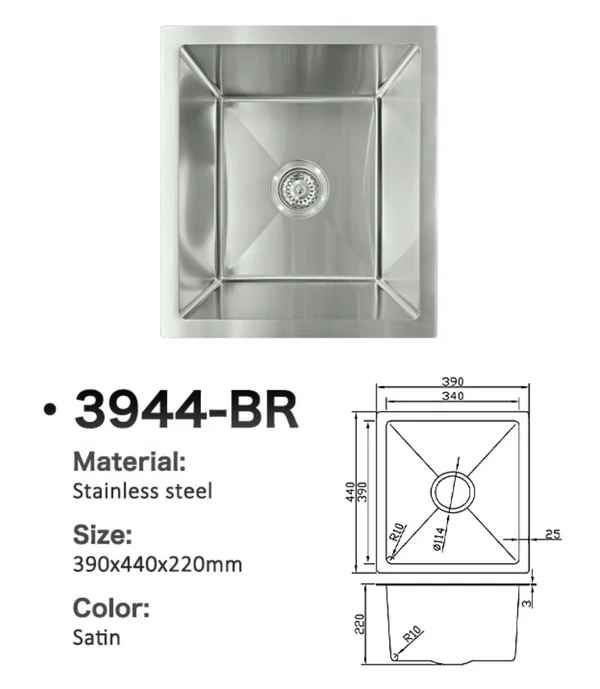 • 3944-BR
Material:
Stainless steel
Size:
390x440x220mm
Color:
Satin
390
340
440
390
R10
ø114
25
3
220
R10